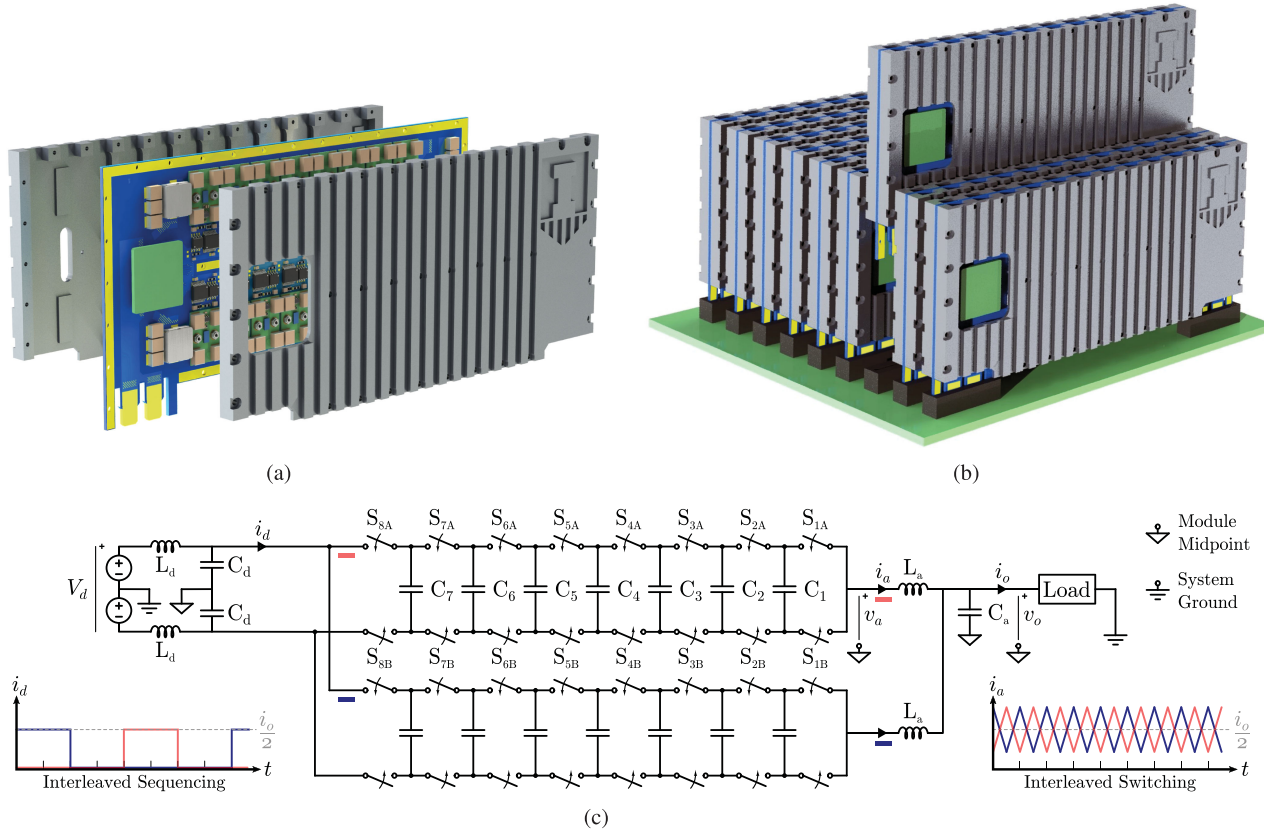 (a)
(b)
S8A S7A S6A S5A S4A S3A S2A S1A
id
Ld
Cd
Vd
Cd
Ld
C7 C6 C5 C4 C3 C2 C1
ia
La
io
Load
va
Ca
vo
Module
Midpoint
System
Ground
S8B S7B S6B S5B S4B S3B S2B S1B
La
id
io
2
t
Interleaved Sequencing
ia
io
2
t
Interleaved Switching
(c)